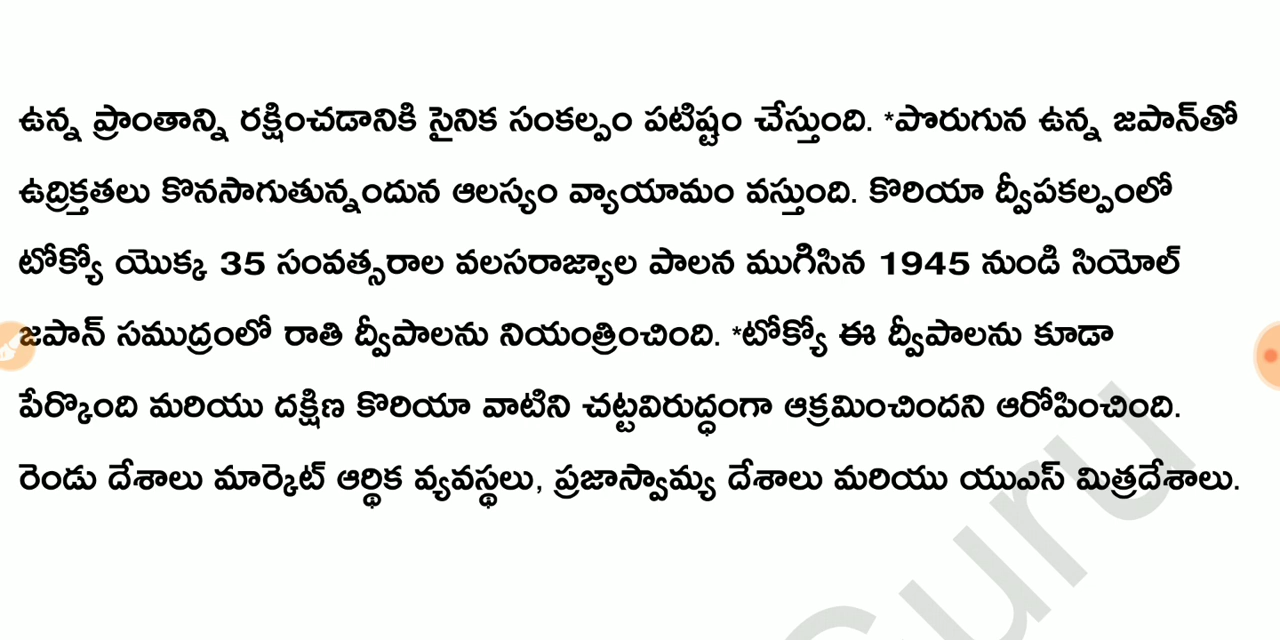 ఉన్న ప్రాంతాన్ని రక్షించడానికి సైనిక సంకల్పం పటిష్టం చేస్తుంది. *పొరుగున ఉన్న జపాన్‌తో
ఉద్రిక్తతలు కొనసాగుతున్నందున ఆలస్యం వ్యాయామం వస్తుంది. కొరియా ద్వీపకల్పంలో
టోక్యో యొక్క 35 సంవత్సరాల వలసరాజ్యాల పాలన ముగిసిన 1945 నుండి సియోల్
జపాన్ సముద్రంలో రాతి ద్వీపాలను నియంత్రించింది. *టోక్యో ఈ ద్వీపాలను కూడా
పేర్కొంది మరియు దక్షిణ కొరియా వాటిని చట్టవిరుద్ధంగా ఆక్రమించిందని ఆరోపించింది.
రెండు దేశాలు మార్కెట్ ఆర్థిక వ్యవస్థలు, ప్రజాస్వామ్య దేశాలు మరియు యుఎస్ మిత్రదేశాలు.
Guru